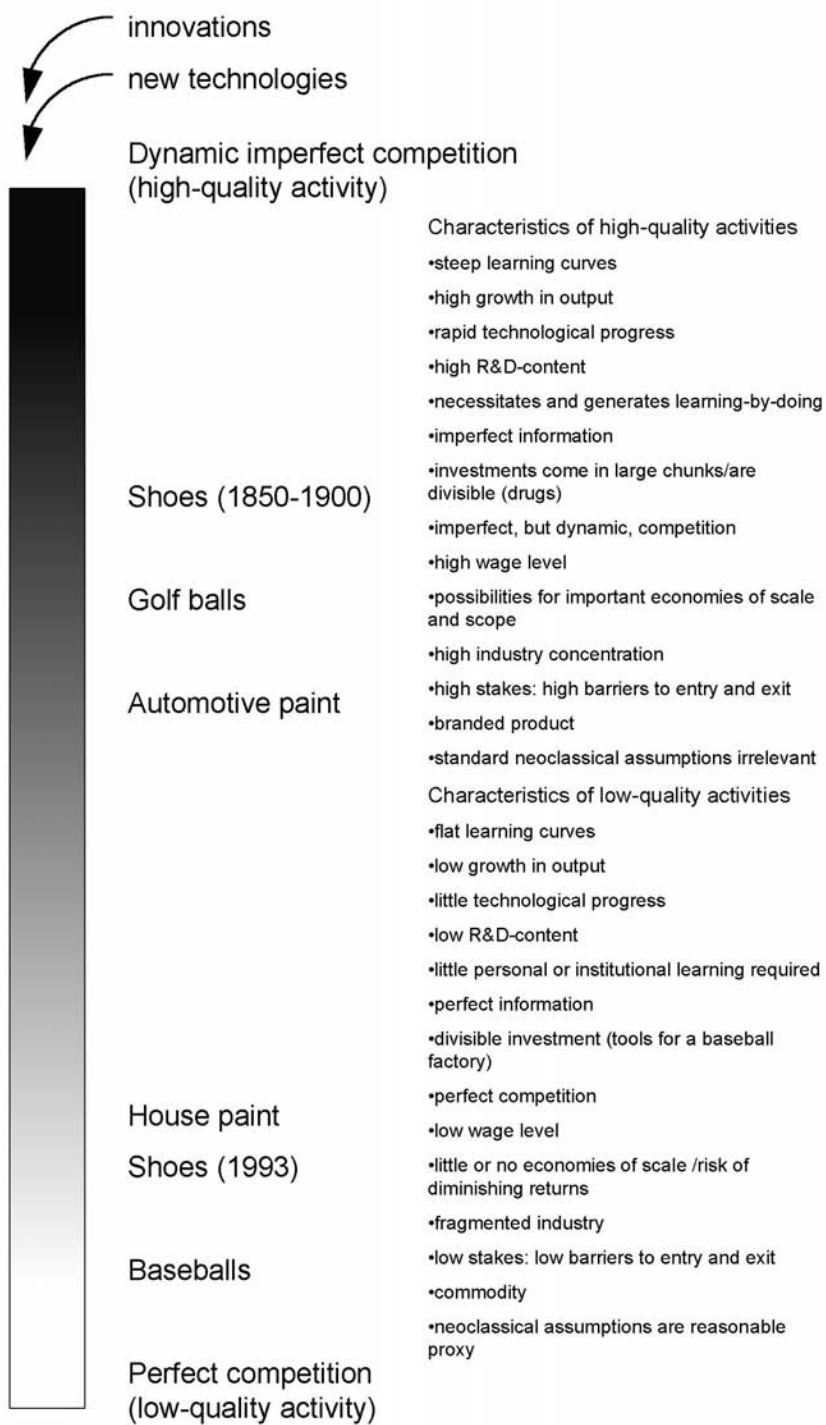 innovations
new technologies
Dynamic imperfect competition
(high-quality activity)
Characteristics of high-quality activities
•steep learning curves
•high growth in output
•rapid technological progress
•high R&D-content
•necessitates and generates learning-by-doing
•imperfect information
•investments come in large chunks/are
divisible (drugs)
•imperfect, but dynamic, competition
•high wage level
•possibilities for important economies of scale
and scope
•high industry concentration
•high stakes: high barriers to entry and exit
•branded product
•standard neoclassical assumptions irrelevant
Shoes (1850-1900)
Golf balls
Automotive paint
Characteristics of low-quality activities
•flat learning curves
•low growth in output
•little technological progress
•low R&D-content
•little personal or institutional learning required
•perfect information
•divisible investment (tools for a baseball
factory)
•perfect competition
•low wage level
•little or no economies of scale /risk of
diminishing returns
•fragmented industry
•low stakes: low barriers to entry and exit
•commodity
•neoclassical assumptions are reasonable
proxy
House paint
Shoes (1993)
Baseballs
Perfect competition
(low-quality activity)